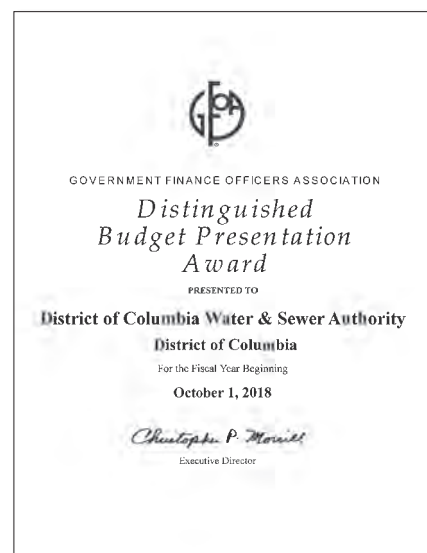 GFOA
GOVERNMENT FINANCE OFFICERS ASSOCIATION
Distinguished
Budget Presentation
Award
PRESENTED TO
District of Columbia Water & Sewer Authority
District of Columbia
For the Fiscal Year Beginning
October 1, 2018
Christopher P. Morrill
Executive Director